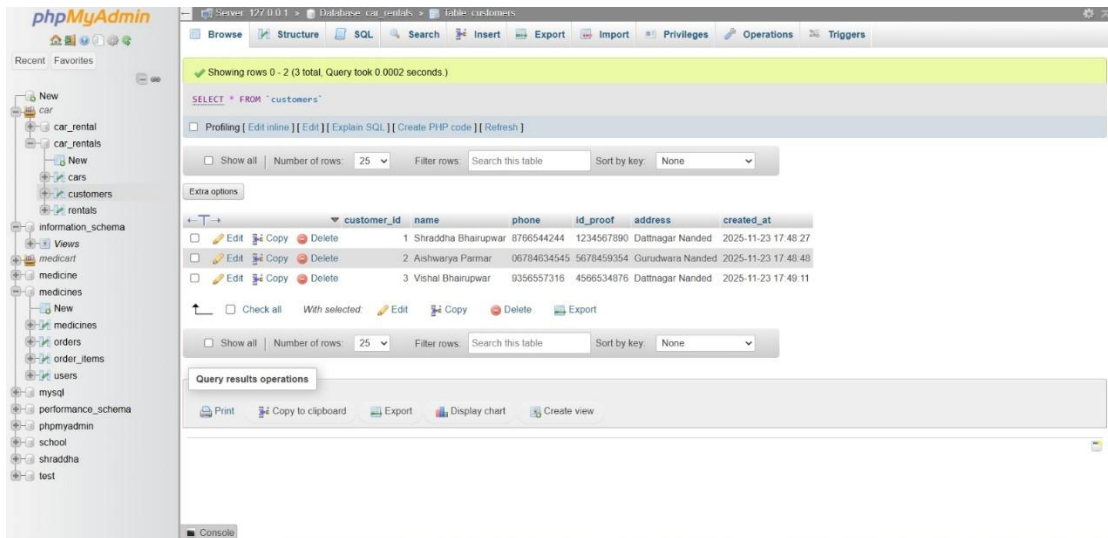 phpMyAdmin
Recent Favorites
New
car
car_rental
car_rentals
New
cars
customers
rentals
information_schema
Views
medicart
medicine
medicines
New
medicines
orders
order_items
users
mysql
performance_schema
phpmyadmin
school
shraddha
test
Server: 127.0.0.1 » Database: car_rentals » Table: customers
Browse Structure SQL Search Insert Export Import Privileges Operations Triggers
Showing rows 0 - 2 (3 total, Query took 0.0002 seconds.)
SELECT * FROM `customers`
Profiling [ Edit inline ] [ Edit ] [ Explain SQL ] [ Create PHP code ] [ Refresh ]
Show all | Number of rows: 25 Filter rows: Search this table Sort by key: None
Extra options
customer_id name phone id_proof address created_at
Edit Copy Delete 1 Shraddha Bhairupwar 8766544244 1234567890 Dattnagar Nanded 2025-11-23 17:48:27
Edit Copy Delete 2 Ashwarya Parmar 06784634545 5678459354 Gurudwara Nanded 2025-11-23 17:48:48
Edit Copy Delete 3 Vishal Bhairupwar 9356557316 4566534876 Dattnagar Nanded 2025-11-23 17:49:11
Check all With selected: Edit Copy Delete Export
Show all | Number of rows: 25 Filter rows: Search this table Sort by key: None
Query results operations
Print Copy to clipboard Export Display chart Create view
Console